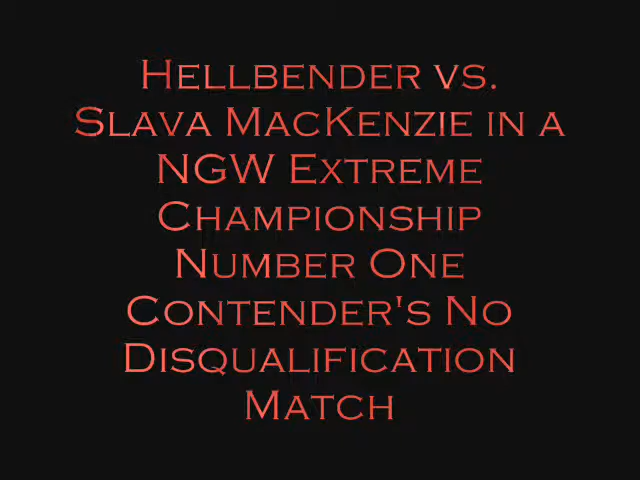 Hellbender vs.
Slava MacKenzie in a
NGW Extreme
Championship
Number One
Contender's No
Disqualification
Match